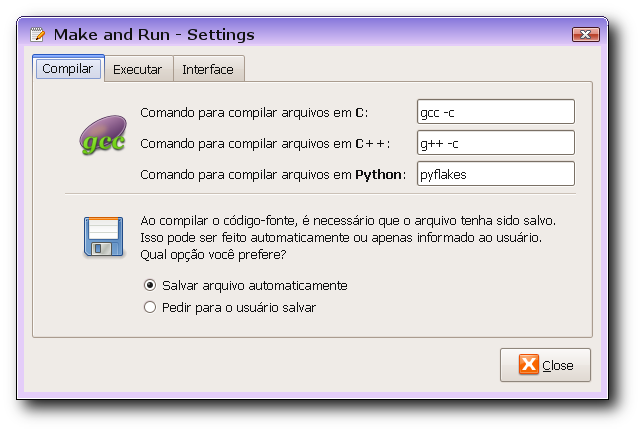 Make and Run - Settings
Compilar Executar Interface
Comando para compilar arquivos em C: gcc -c
gcc
Comando para compilar arquivos em C++: g++ -c
Comando para compilar arquivos em Python: pyflakes
Ao compilar o código-fonte, é necessário que o arquivo tenha sido salvo.
Isso pode ser feito automaticamente ou apenas informado ao usuário.
Qual opção você prefere?
Salvar arquivo automaticamente
Pedir para o usuário salvar
Close